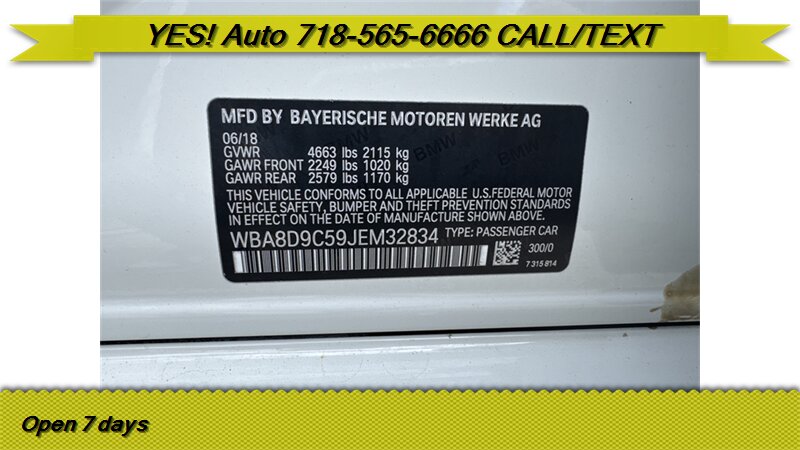 YES! Auto 718-565-6666 CALL/TEXT
MFD BY BAYERISCHE MOTOREN WERKE AG
06/18
GVWR 4663 lbs 2115 kg
GAWR FRONT 2249 lbs 1020 kg
GAWR REAR 2579 lbs 1170 kg
THIS VEHICLE CONFORMS TO ALL APPLICABLE U.S.FEDERAL MOTOR
VEHICLE SAFETY, BUMPER AND THEFT PREVENTION STANDARDS
IN EFFECT ON THE DATE OF MANUFACTURE SHOWN ABOVE.
WBA8D9C59JEM32834 TYPE: PASSENGER CAR
300/0
7 315 814
Open 7 days